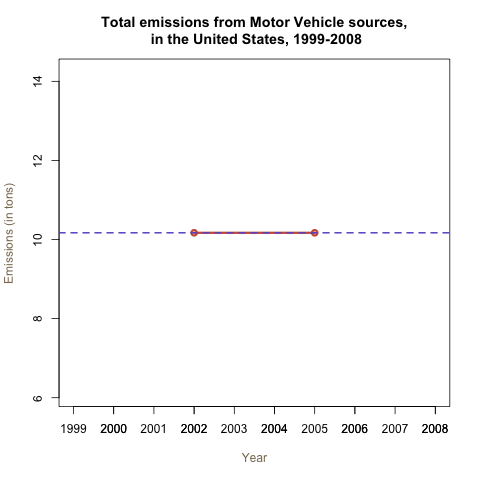 Total emissions from Motor Vehicle sources,
in the United States, 1999-2008
14
12
10
8
6
Emissions (in tons)
1999 2000 2001 2002 2003 2004 2005 2006 2007 2008
Year